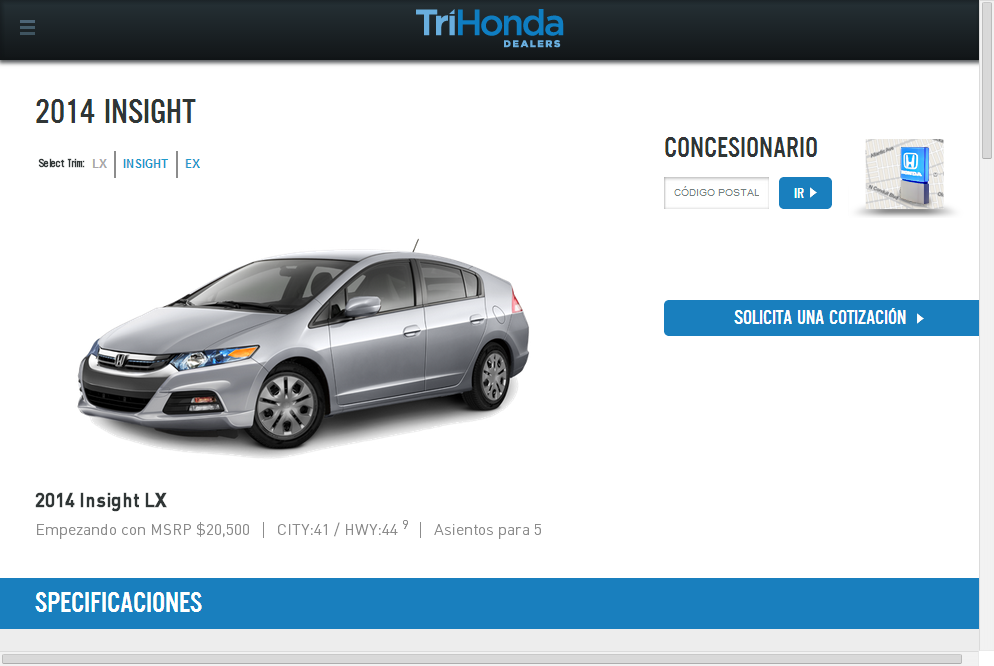 TriHonda
DEALERS
2014 INSIGHT
Select Trim: LX INSIGHT EX
CONCESIONARIO
CÓDIGO POSTAL
IR
HONDA
SOLICITA UNA COTIZACIÓN
2014 Insight LX
Empezando con MSRP $20,500 | CITY:41 / HWY:44 9 | Asientos para 5
SPECIFICACIONES